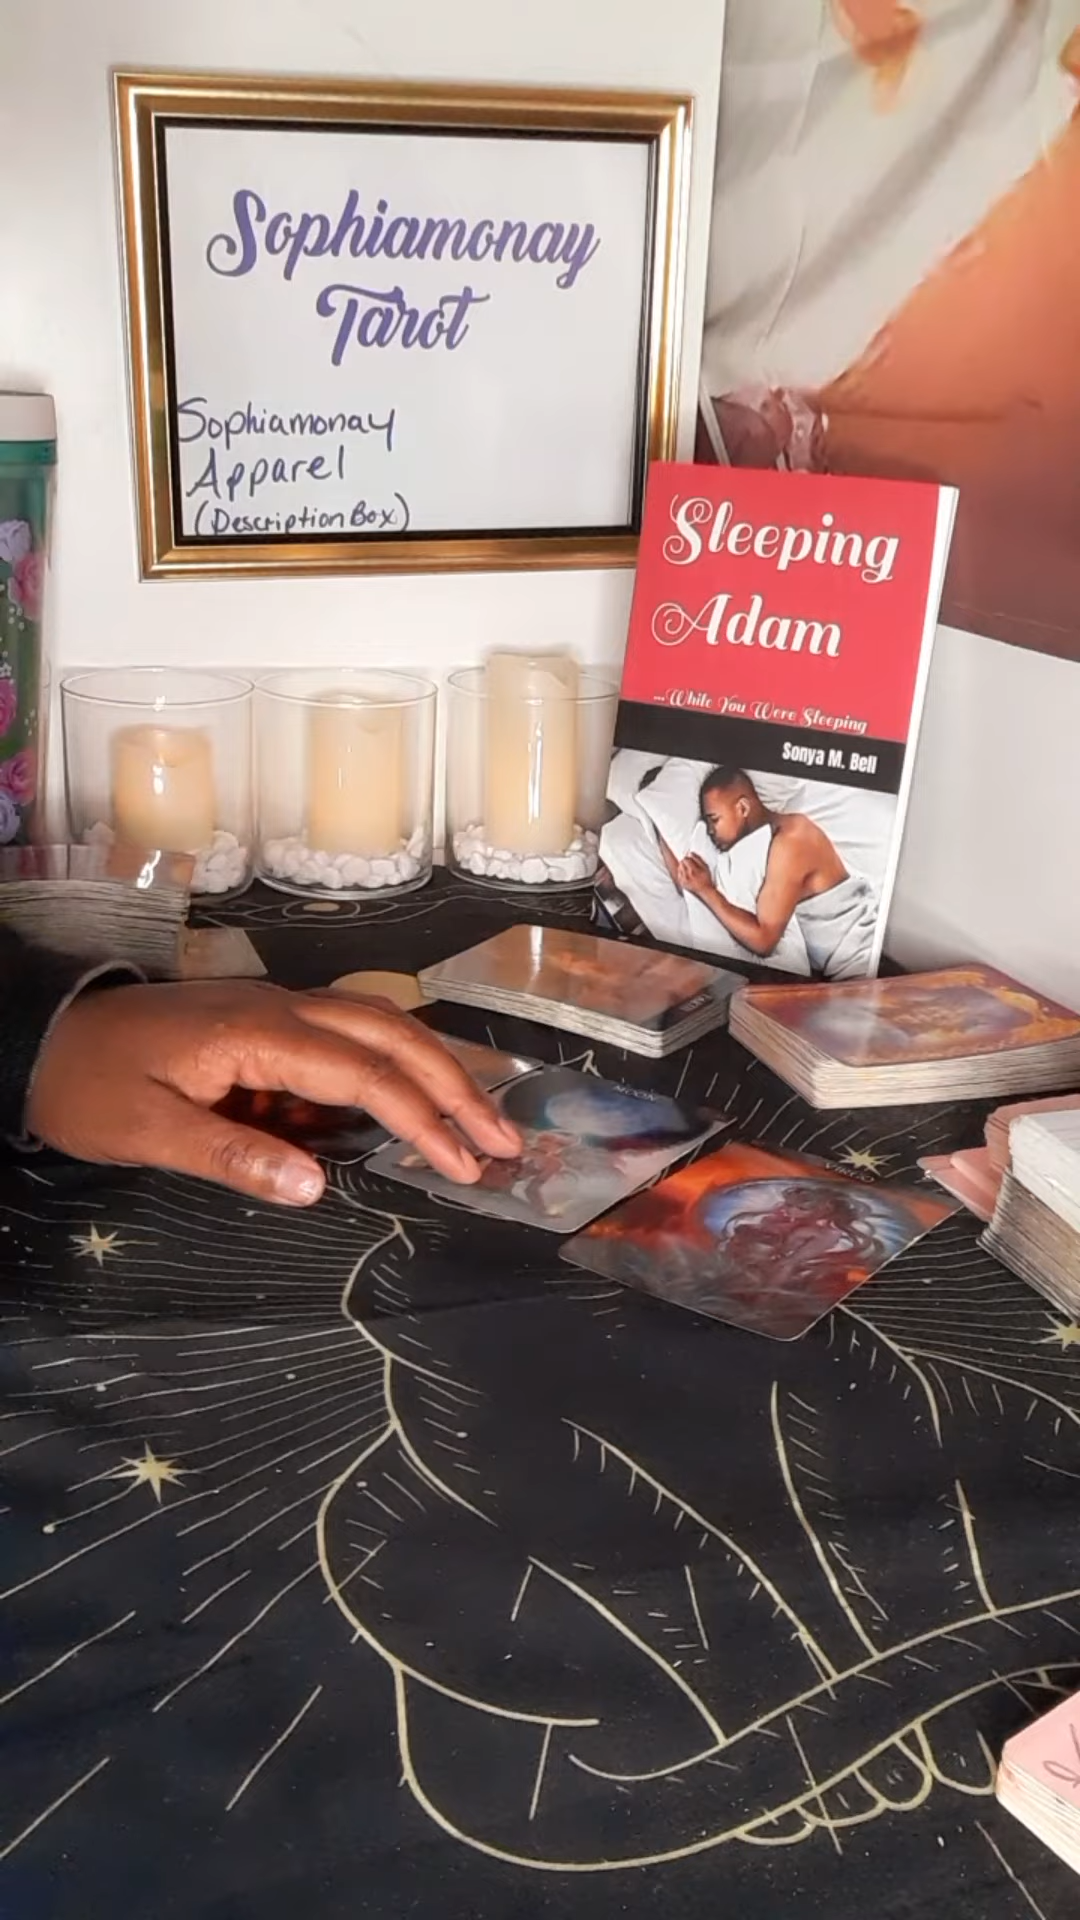 Sophiamonay
Tarot
Sophiamonay
Apparel
(Description Box)
Sleeping
Adam
...While You Were Sleeping
Sonya M. Bell
MOON